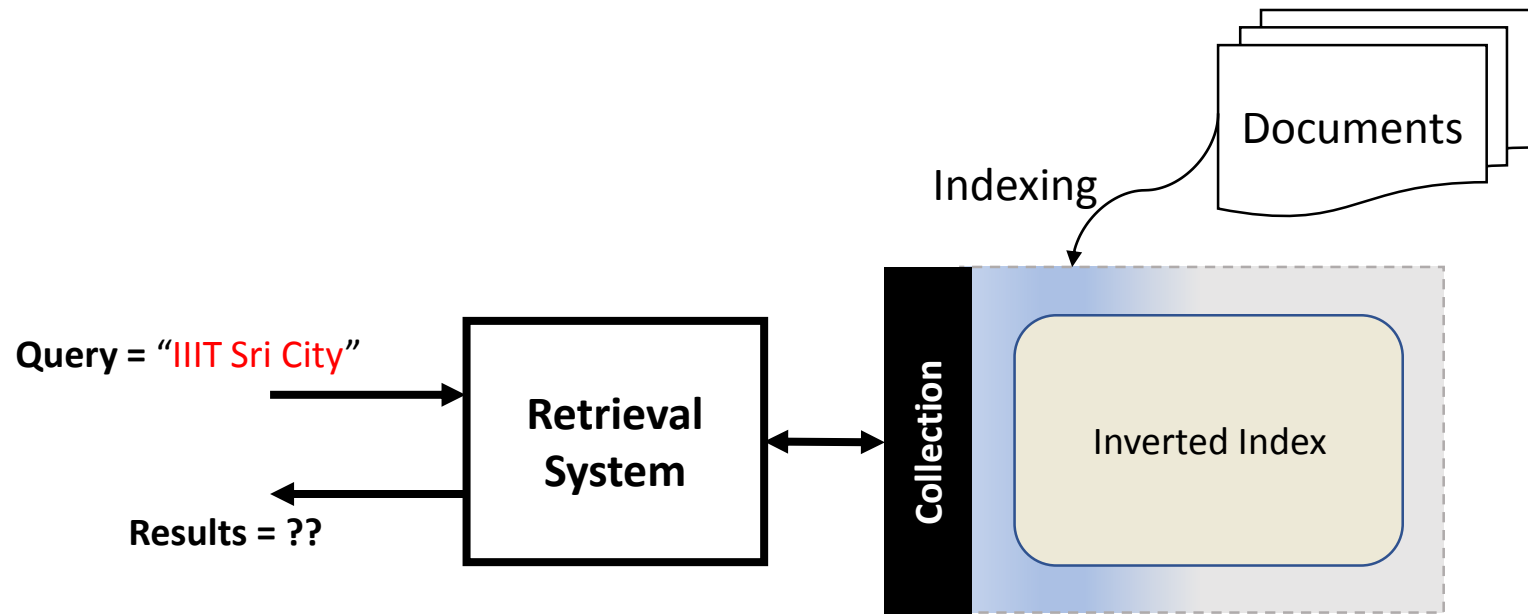 Documents
Indexing
Query = “IIIT Sri City”
Retrieval
System
Collection
Inverted Index
Results = ??